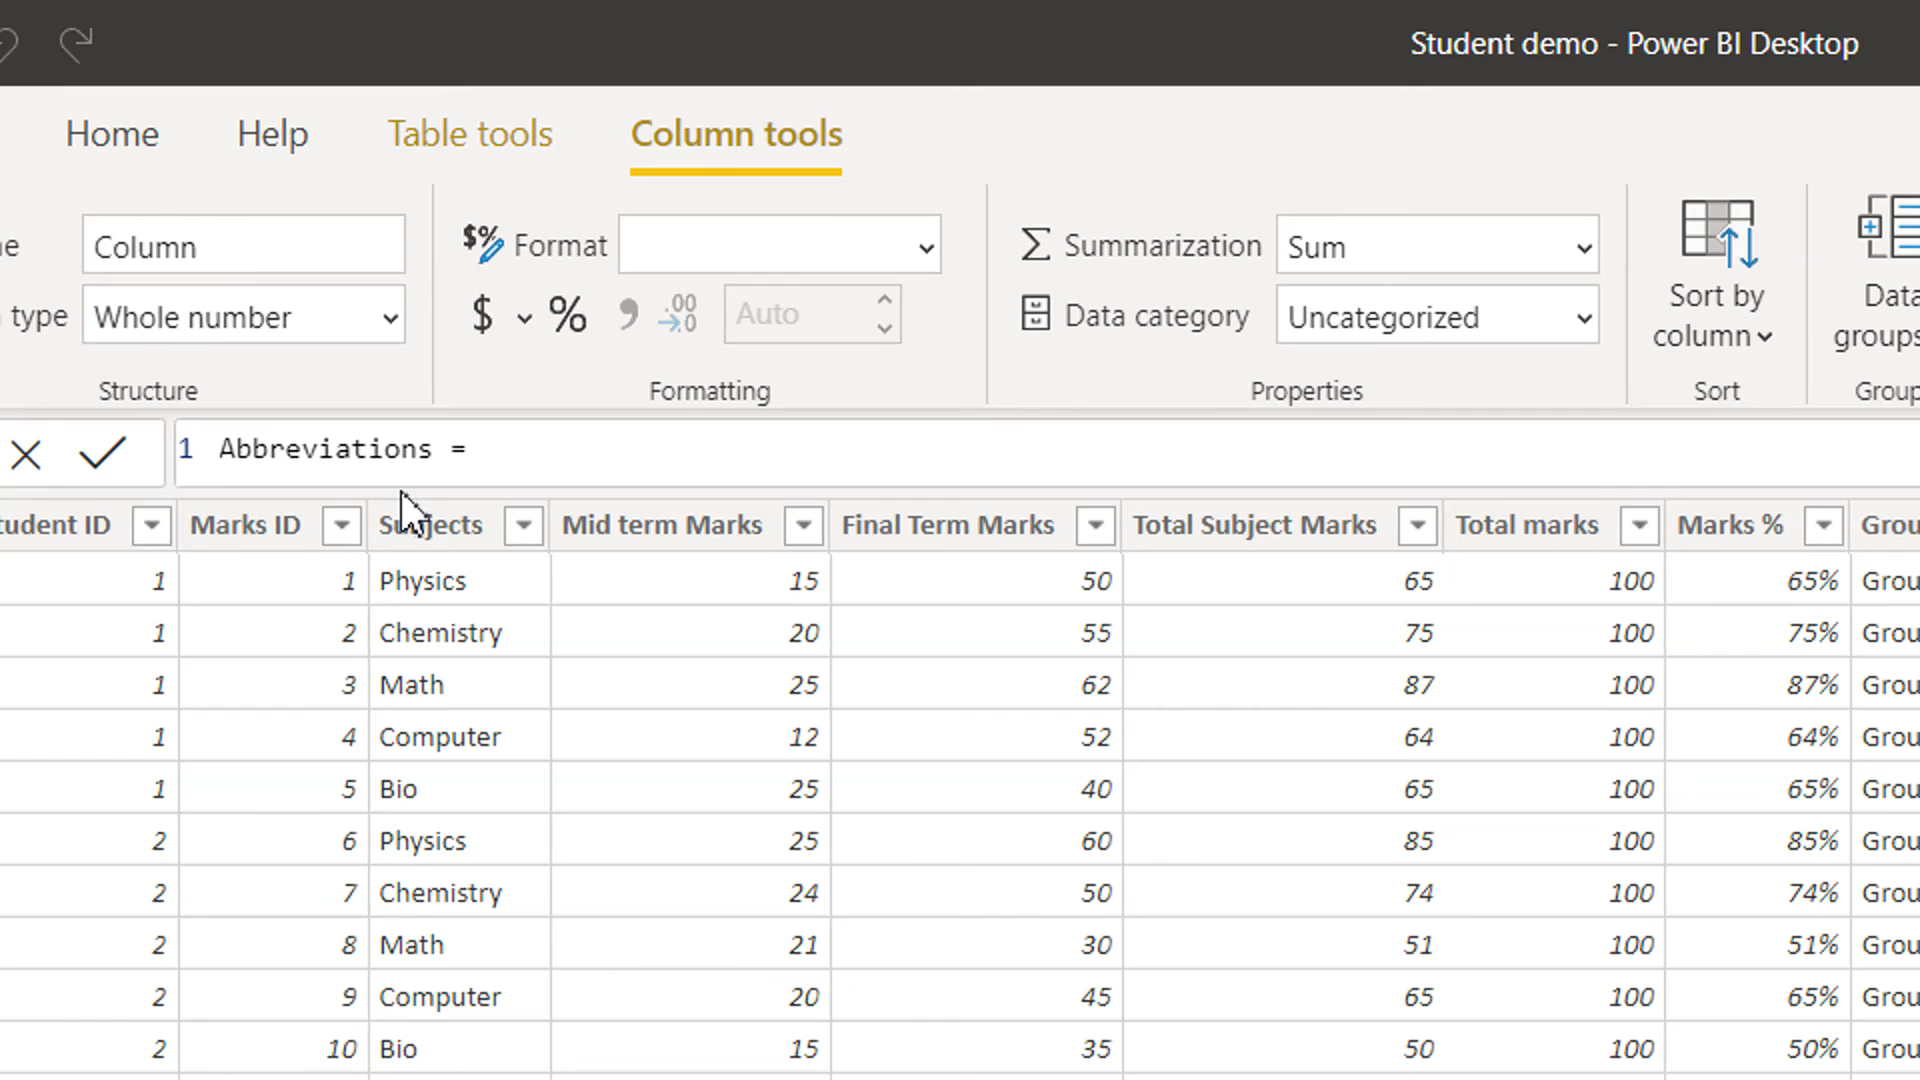 Student demo - Power BI Desktop
Home Help Table tools Column tools
Column
$% Format
Summarization Sum
type Whole number
$ % .00 Auto
Data category Uncategorized
Sort by column
Data groups
Structure Formatting Properties Sort
1 Abbreviations =
Student ID Marks ID Subjects Mid term Marks Final Term Marks Total Subject Marks Total marks Marks %
1 1 Physics 15 50 65 100 65%
1 2 Chemistry 20 55 75 100 75%
1 3 Math 25 62 87 100 87%
1 4 Computer 12 52 64 100 64%
1 5 Bio 25 40 65 100 65%
2 6 Physics 25 60 85 100 85%
2 7 Chemistry 24 50 74 100 74%
2 8 Math 21 30 51 100 51%
2 9 Computer 20 45 65 100 65%
2 10 Bio 15 35 50 100 50%